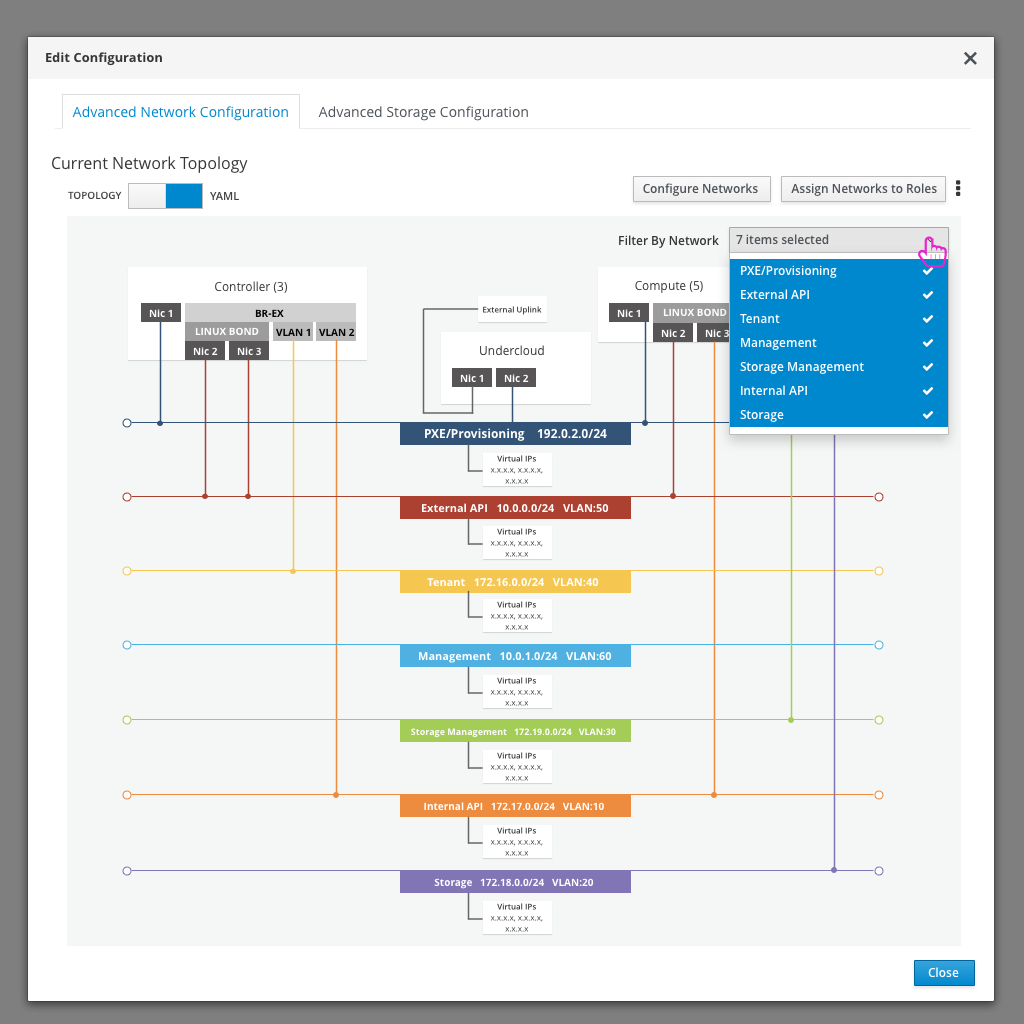 Edit Configuration
Advanced Network Configuration Advanced Storage Configuration
Current Network Topology
TOPOLOGY YAML
Configure Networks Assign Networks to Roles
Filter By Network 7 items selected
PXE/Provisioning
External API
Tenant
Management
Storage Management
Internal API
Storage
Controller (3)
Nic 1 BR-EX
LINUX BOND VLAN 1 VLAN 2
Nic 2 Nic 3
External Uplink
Undercloud
Nic 1 Nic 2
Compute (5)
Nic 1 LINUX BOND
Nic 2 Nic 3
PXE/Provisioning 192.0.2.0/24
Virtual IPs
x.x.x.x, x.x.x.x,
x.x.x.x
External API 10.0.0.0/24 VLAN:50
Virtual IPs
x.x.x.x, x.x.x.x,
x.x.x.x
Tenant 172.16.0.0/24 VLAN:40
Virtual IPs
x.x.x.x, x.x.x.x,
x.x.x.x
Management 10.0.1.0/24 VLAN:60
Virtual IPs
x.x.x.x, x.x.x.x,
x.x.x.x
Storage Management 172.19.0.0/24 VLAN:30
Virtual IPs
x.x.x.x, x.x.x.x,
x.x.x.x
Internal API 172.17.0.0/24 VLAN:10
Virtual IPs
x.x.x.x, x.x.x.x,
x.x.x.x
Storage 172.18.0.0/24 VLAN:20
Virtual IPs
x.x.x.x, x.x.x.x,
x.x.x.x
Close